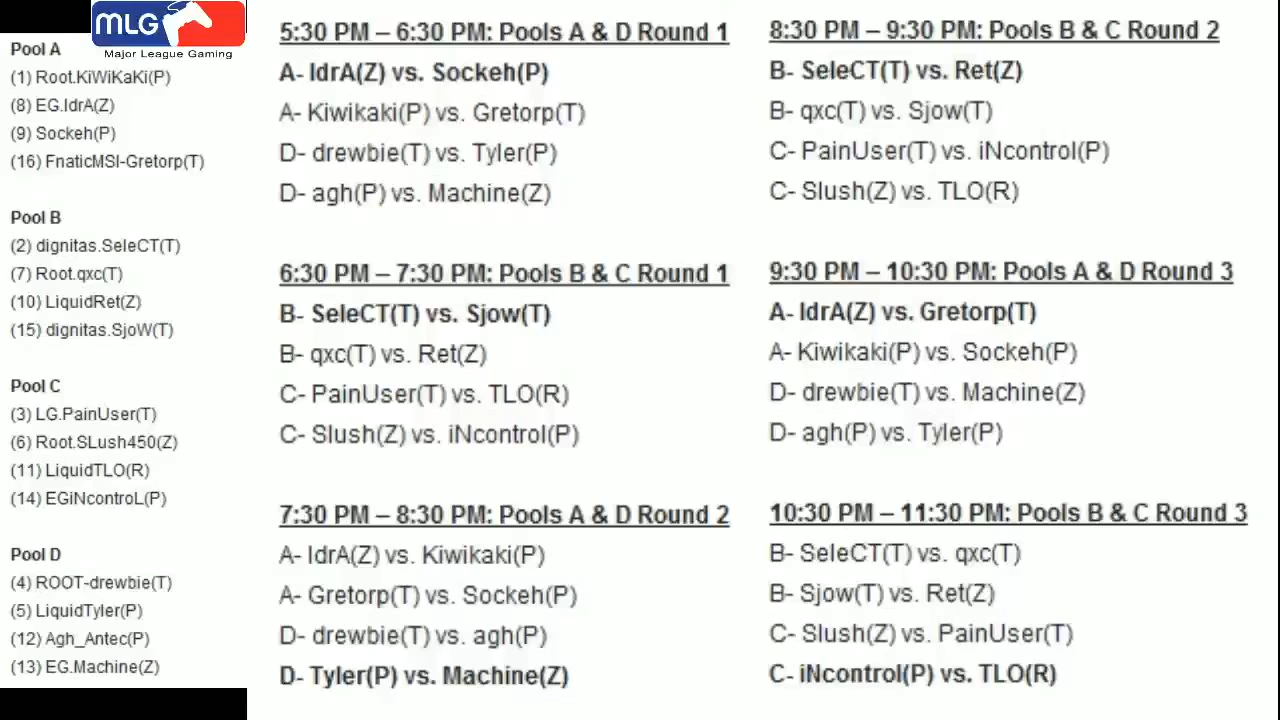 MLG
Major League Gaming
Pool A
(1) Root.KiWiKaKi(P)
(8) EG.IdrA(Z)
(9) Sockeh(P)
(16) FnaticMSI-Gretorp(T)
Pool B
(2) dignitas.SeleCT(T)
(7) Root.qxc(T)
(10) LiquidRet(Z)
(15) dignitas.SjoW(T)
Pool C
(3) LG.PainUser(T)
(6) Root.SLush450(Z)
(11) LiquidTLO(R)
(14) EGiNcontroL(P)
Pool D
(4) ROOT-drewbie(T)
(5) LiquidTyler(P)
(12) Agh_Antec(P)
(13) EG.Machine(Z)
5:30 PM – 6:30 PM: Pools A & D Round 1
A- IdrA(Z) vs. Sockeh(P)
A- Kiwikaki(P) vs. Gretorp(T)
D- drewbie(T) vs. Tyler(P)
D- agh(P) vs. Machine(Z)
6:30 PM – 7:30 PM: Pools B & C Round 1
B- SeleCT(T) vs. Sjow(T)
B- qxc(T) vs. Ret(Z)
C- PainUser(T) vs. TLO(R)
C- Slush(Z) vs. iNcontrol(P)
7:30 PM – 8:30 PM: Pools A & D Round 2
A- IdrA(Z) vs. Kiwikaki(P)
A- Gretorp(T) vs. Sockeh(P)
D- drewbie(T) vs. agh(P)
D- Tyler(P) vs. Machine(Z)
8:30 PM – 9:30 PM: Pools B & C Round 2
B- SeleCT(T) vs. Ret(Z)
B- qxc(T) vs. Sjow(T)
C- PainUser(T) vs. iNcontrol(P)
C- Slush(Z) vs. TLO(R)
9:30 PM – 10:30 PM: Pools A & D Round 3
A- IdrA(Z) vs. Gretorp(T)
A- Kiwikaki(P) vs. Sockeh(P)
D- drewbie(T) vs. Machine(Z)
D- agh(P) vs. Tyler(P)
10:30 PM – 11:30 PM: Pools B & C Round 3
B- SeleCT(T) vs. qxc(T)
B- Sjow(T) vs. Ret(Z)
C- Slush(Z) vs. PainUser(T)
C- iNcontrol(P) vs. TLO(R)